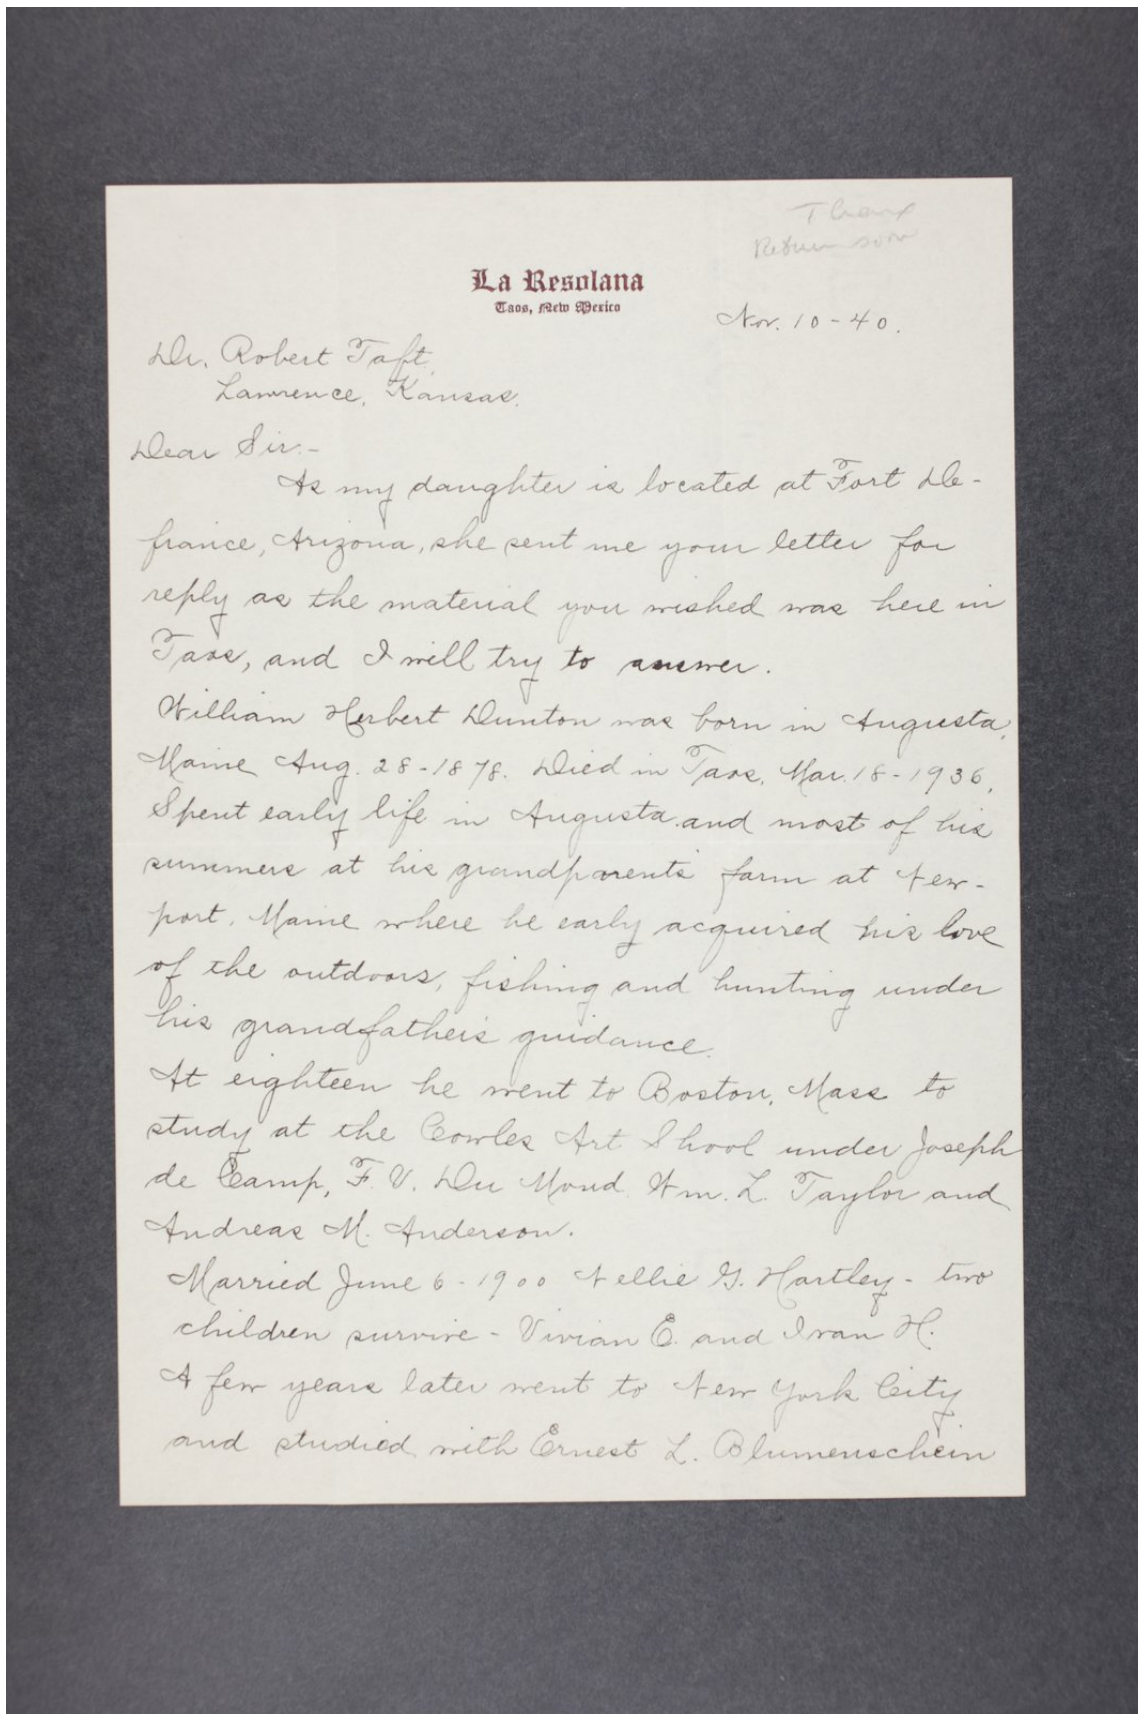 Thank
Return soon
La Resolana
Taos, New Mexico
Nov. 10-40.
Dr. Robert Taft
Lawrence, Kansas.
Dear Sir:-
As my daughter is located at Fort De-
fiance, Arizona, she sent me your letter for
reply as the material you wished was here in
Taos, and I will try to answer.
William Herbert Dunton was born in Augusta,
Maine Aug. 28-1878. Died in Taos, Mar. 18-1936.
Spent early life in Augusta and most of his
summers at his grandparents farm at New-
port, Maine where he early acquired his love
of the outdoors, fishing and hunting under
his grandfather's guidance.
At eighteen he went to Boston, Mass to
study at the Cowles Art Shool under Joseph
de Camp, F. V. Du Mond, Wm. L. Taylor and
Andreas M. Anderson.
Married June 6-1900 Nellie G. Hartley - two
children survive - Vivian E. and Ivan H.
A few years later went to New York City
and studied with Ernest L. Blumenschein